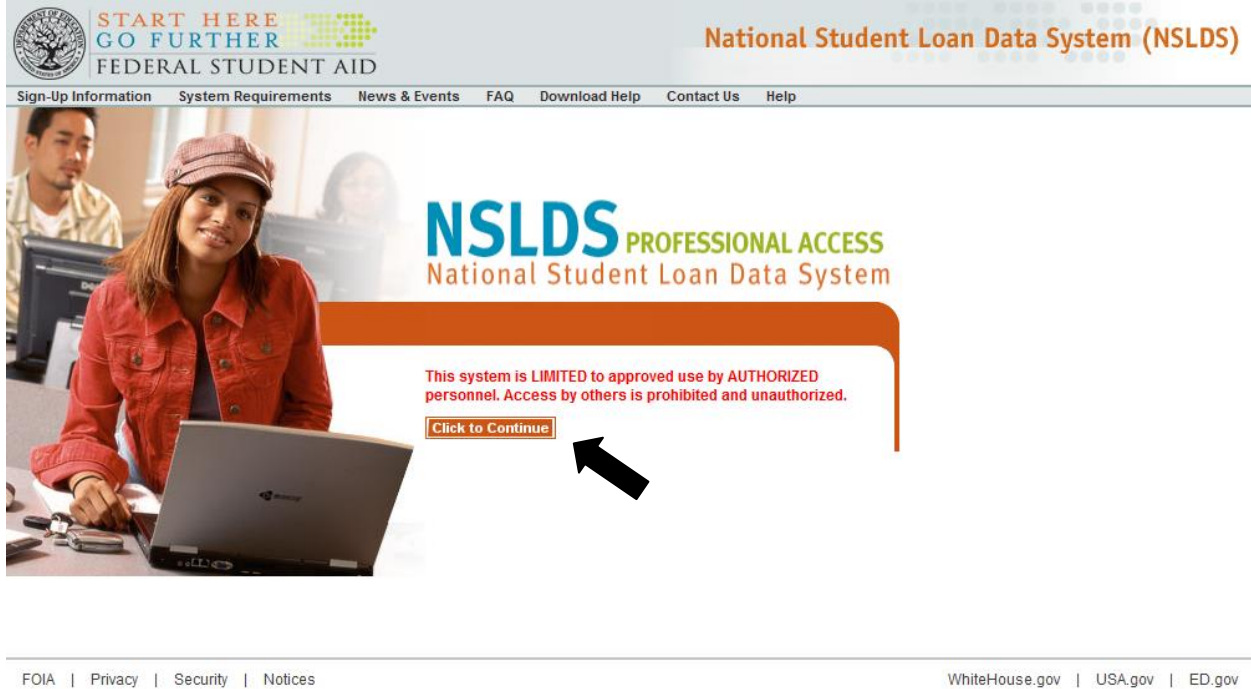 START HERE
GO FURTHER
FEDERAL STUDENT AID
National Student Loan Data System (NSLDS)
Sign-Up Information System Requirements News & Events FAQ Download Help Contact Us Help
NSLDS PROFESSIONAL ACCESS
National Student Loan Data System
This system is LIMITED to approved use by AUTHORIZED
personnel. Access by others is prohibited and unauthorized.
Click to Continue
FOIA | Privacy | Security | Notices
WhiteHouse.gov | USA.gov | ED.gov